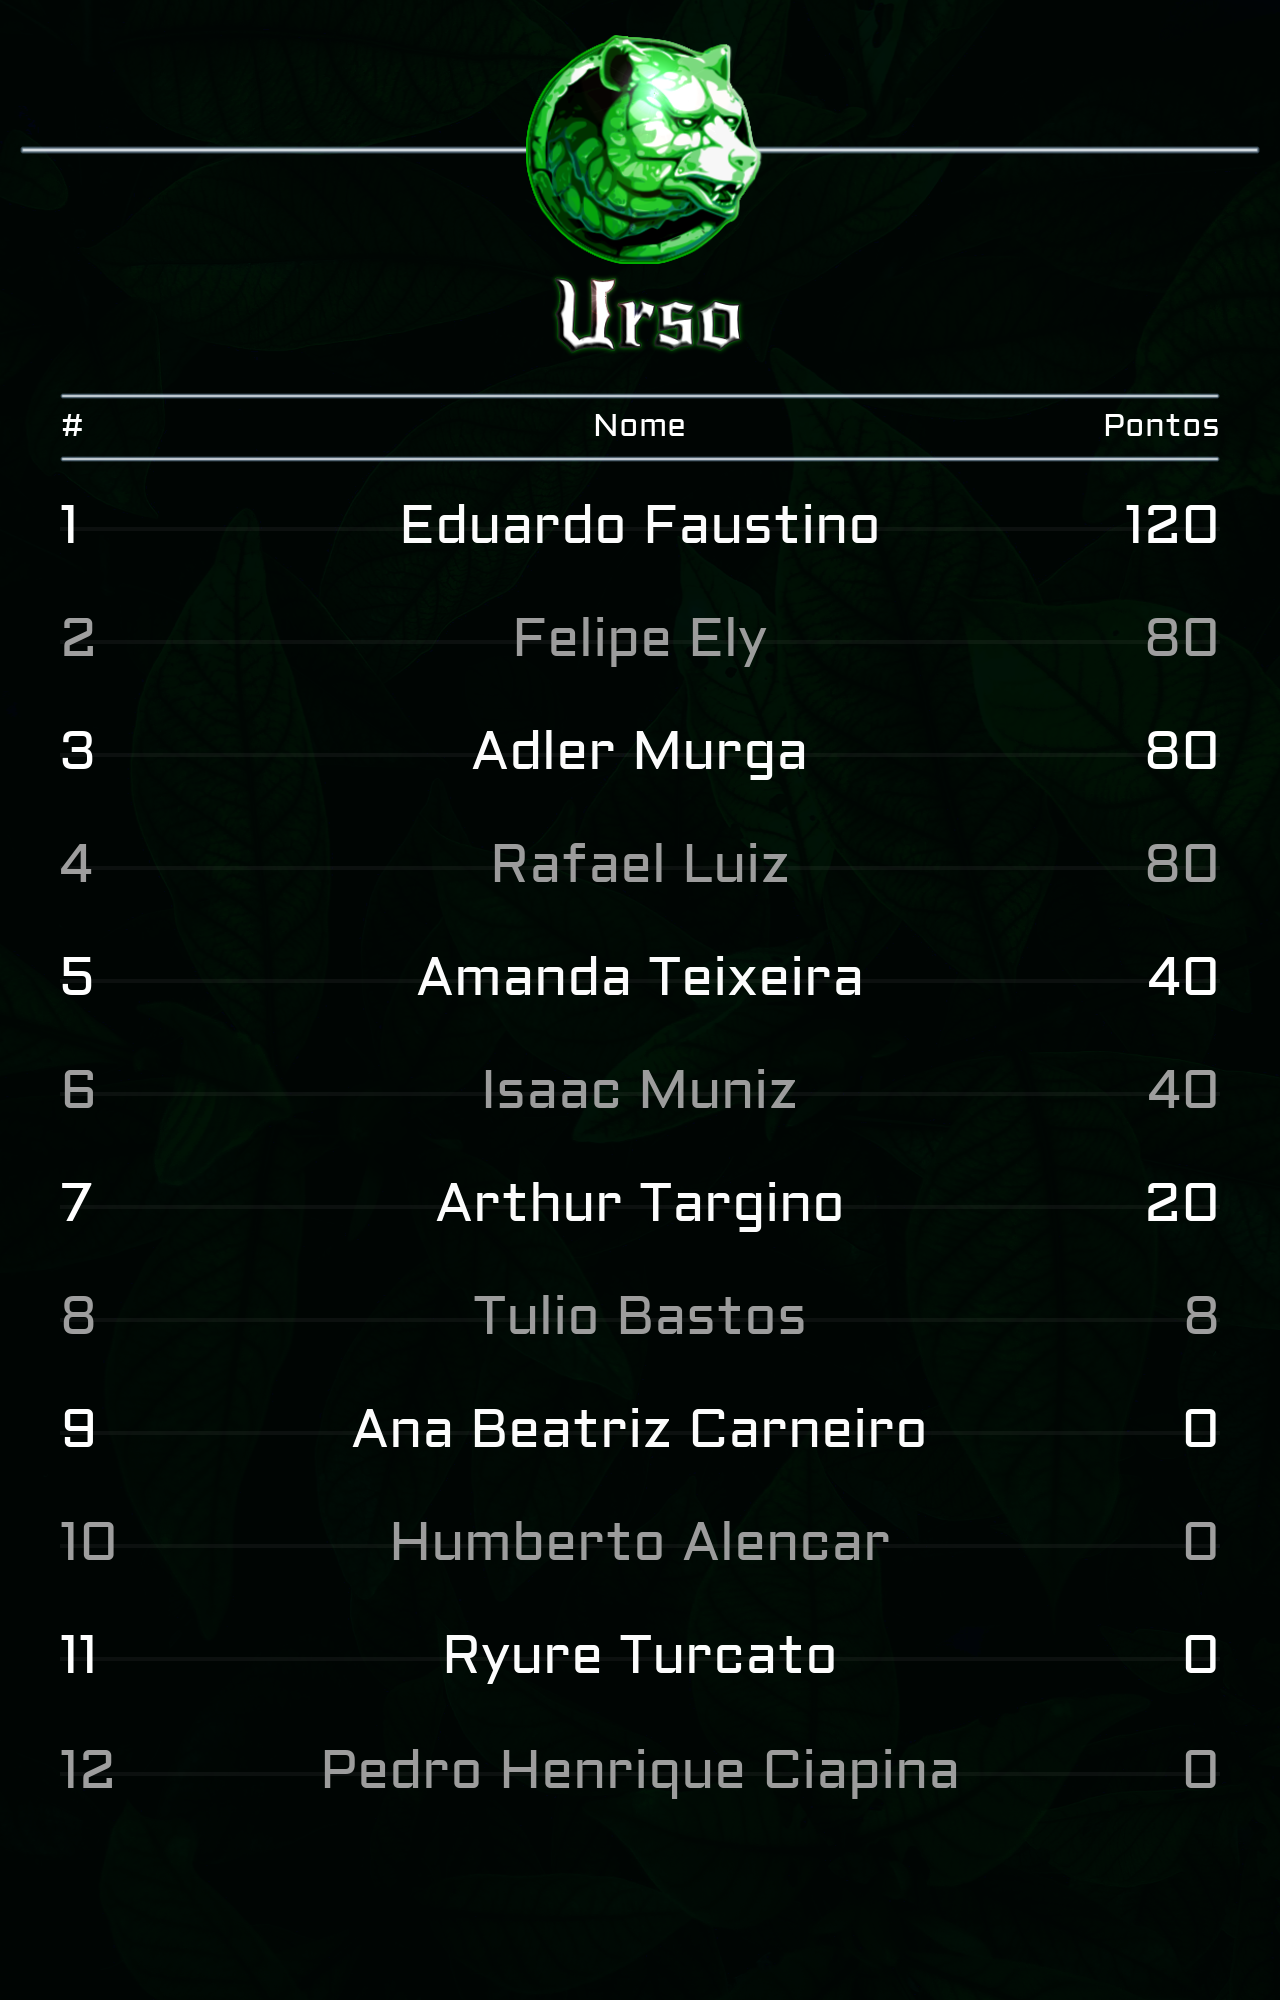 Urso
# Nome Pontos
1 Eduardo Faustino 120
2 Felipe Ely 80
3 Adler Murga 80
4 Rafael Luiz 80
5 Amanda Teixeira 40
6 Isaac Muniz 40
7 Arthur Targino 20
8 Tulio Bastos 8
9 Ana Beatriz Carneiro 0
10 Humberto Alencar 0
11 Ryure Turcato 0
12 Pedro Henrique Ciapina 0